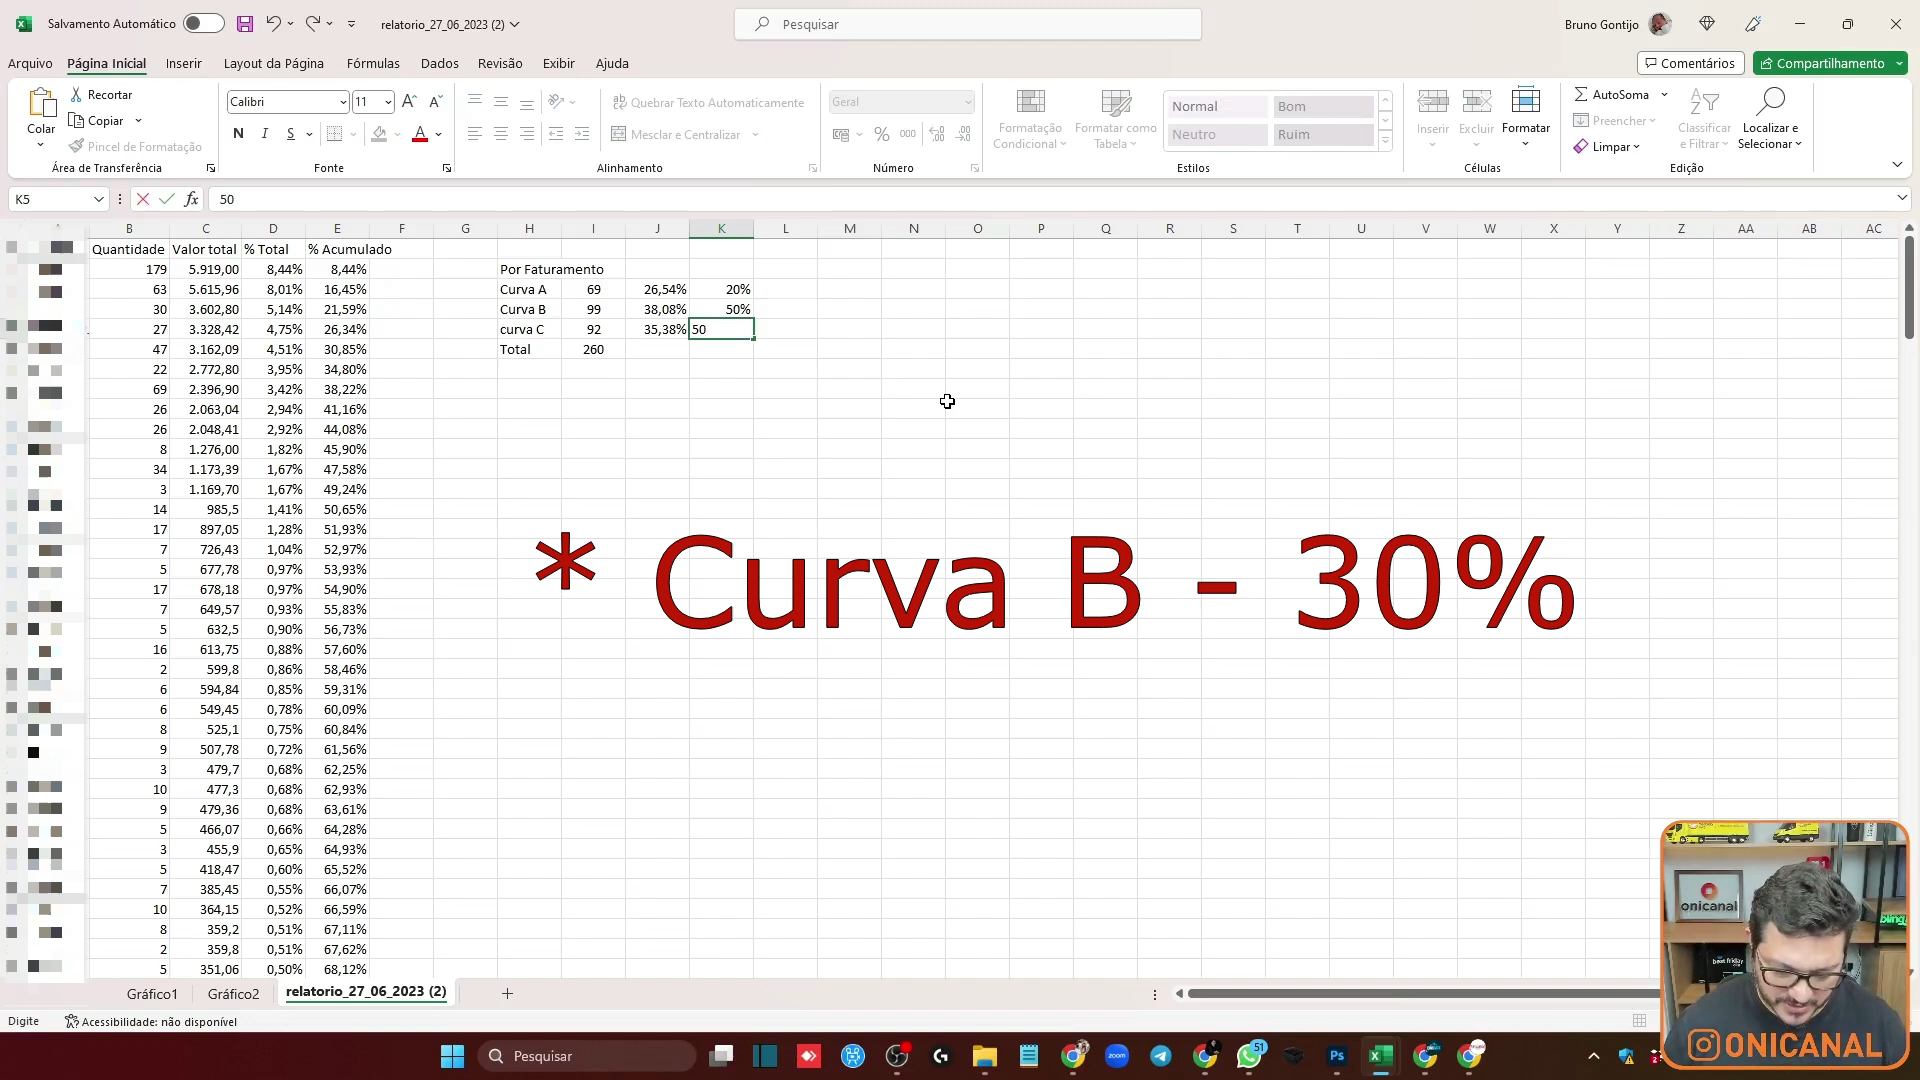 Salvamento Automático
relatorio_27_06_2023 (2)
Pesquisar
Bruno Gontijo
Arquivo Página Inicial Inserir Layout da Página Fórmulas Dados Revisão Exibir Ajuda
Comentários Compartilhamento
Colar
Recortar
Copiar
Pincel de Formatação
Área de Transferência
Calibri 11
N I S
Fonte
Quebrar Texto Automaticamente
Mesclar e Centralizar
Alinhamento
Geral
% 000
Número
Formatação Condicional
Formatar como Tabela
Normal Bom
Neutro Ruim
Estilos
Inserir Excluir Formatar
Células
AutoSoma
Preencher
Limpar
Classificar e Filtrar
Localizar e Selecionar
Edição
K5 fx 50
B C D E F G H I J K L M N O P Q R S T U V W X Y Z AA AB AC
Quantidade Valor total % Total % Acumulado
179 5.919,00 8,44% 8,44% Por Faturamento
63 5.615,96 8,01% 16,45% Curva A 69 26,54% 20%
30 3.602,80 5,14% 21,59% Curva B 99 38,08% 50%
27 3.328,42 4,75% 26,34% curva C 92 35,38% 50
47 3.162,09 4,51% 30,85% Total 260
22 2.772,80 3,95% 34,80%
69 2.396,90 3,42% 38,22%
26 2.063,04 2,94% 41,16%
26 2.048,41 2,92% 44,08%
8 1.276,00 1,82% 45,90%
34 1.173,39 1,67% 47,58%
3 1.169,70 1,67% 49,24%
14 985,5 1,41% 50,65%
17 897,05 1,28% 51,93%
7 726,43 1,04% 52,97%
5 677,78 0,97% 53,93%
17 678,18 0,97% 54,90%
7 649,57 0,93% 55,83%
5 632,5 0,90% 56,73%
16 613,75 0,88% 57,60%
2 599,8 0,86% 58,46%
6 594,84 0,85% 59,31%
6 549,45 0,78% 60,09%
8 525,1 0,75% 60,84%
9 507,78 0,72% 61,56%
3 479,7 0,68% 62,25%
10 477,3 0,68% 62,93%
9 479,36 0,68% 63,61%
5 466,07 0,66% 64,28%
3 455,9 0,65% 64,93%
5 418,47 0,60% 65,52%
7 385,45 0,55% 66,07%
10 364,15 0,52% 66,59%
8 359,2 0,51% 67,11%
2 359,8 0,51% 67,62%
5 351,06 0,50% 68,12%
* Curva B - 30%
onicanal
bling
ONICANAL
Gráfico1 Gráfico2 relatorio_27_06_2023 (2)
Digite Acessibilidade: não disponível
Pesquisar
zoom
51
Ps